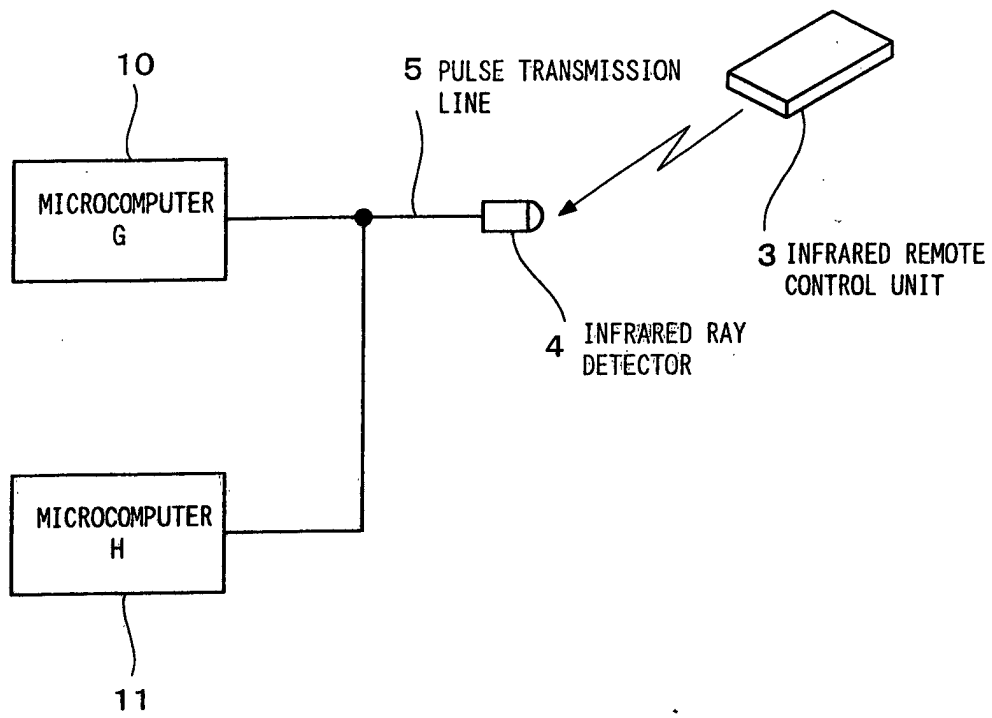 10
5 PULSE TRANSMISSION
LINE
MICROCOMPUTER
G
3 INFRARED REMOTE
CONTROL UNIT
4 INFRARED RAY
DETECTOR
MICROCOMPUTER
H
11